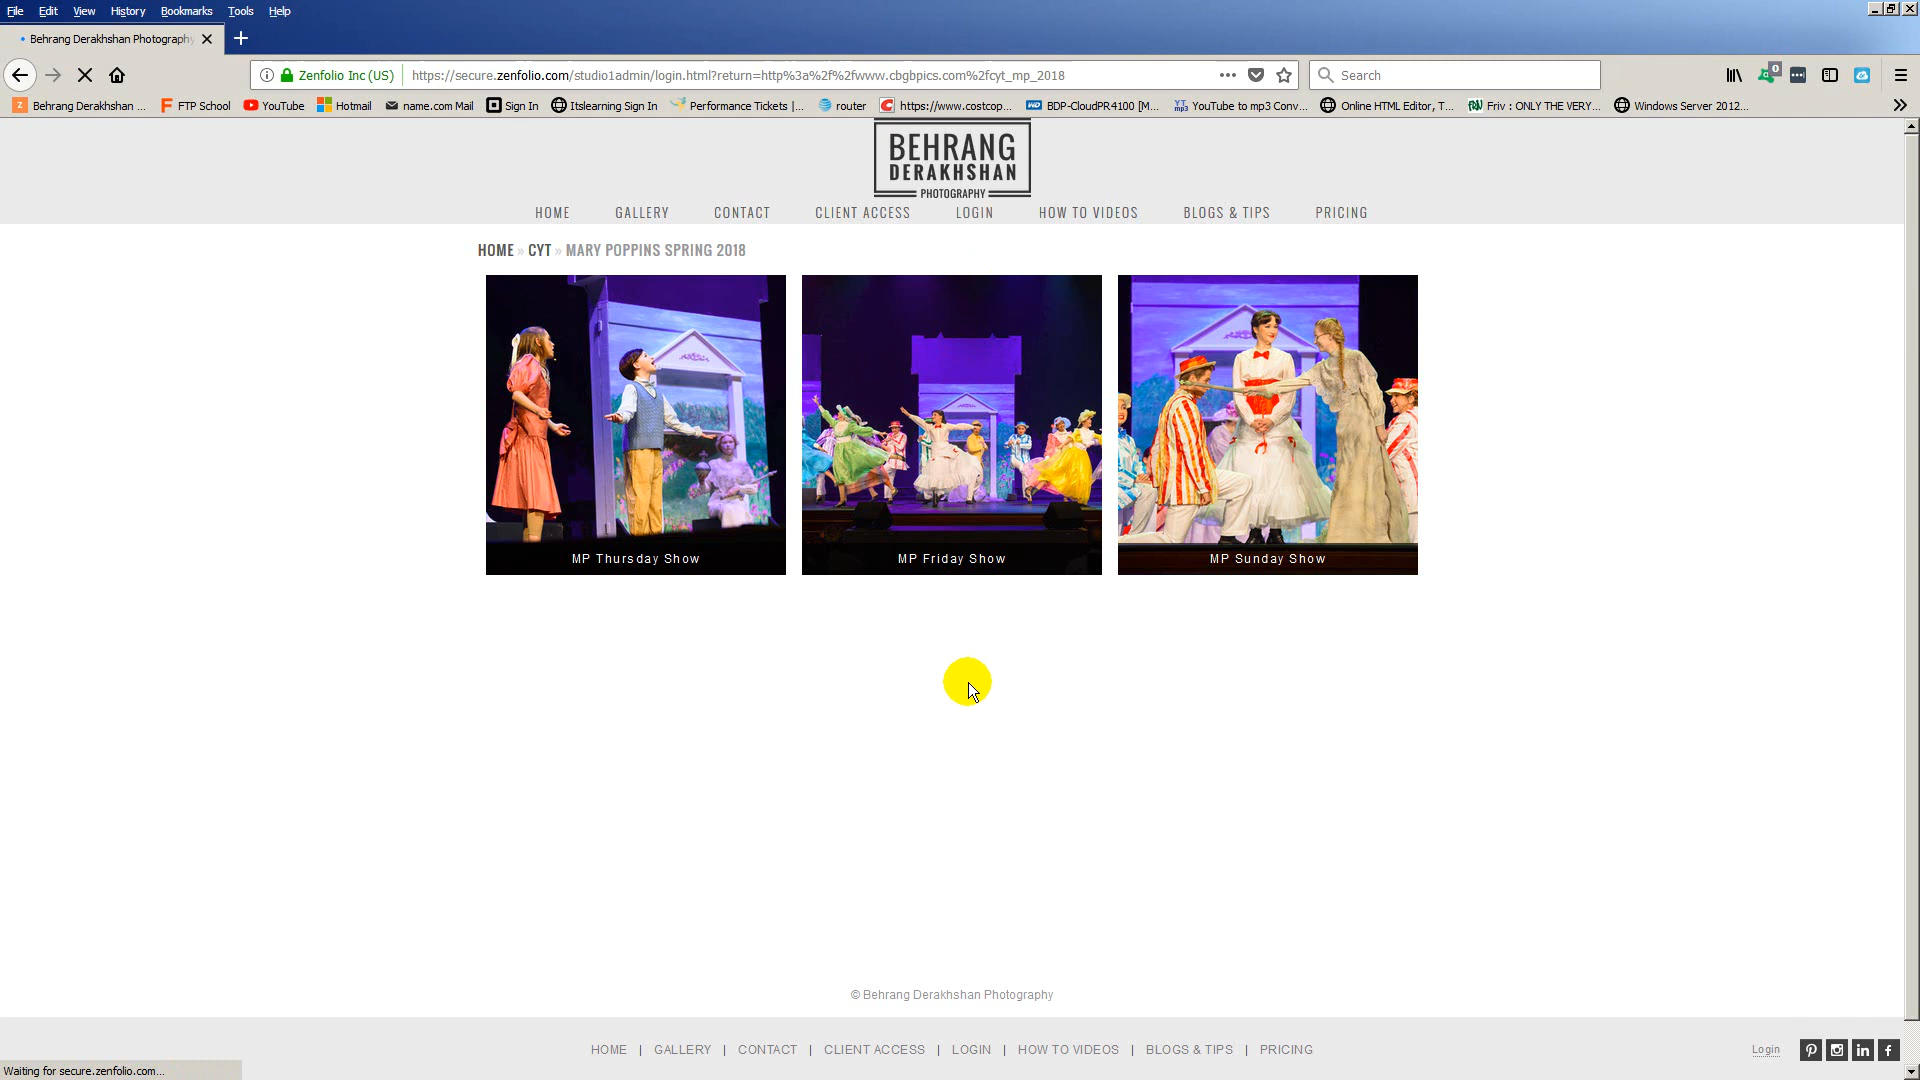 File Edit View History Bookmarks Tools Help
Behrang Derakhshan Photography
Zenfolio Inc (US) https://secure.zenfolio.com/studio1admin/login.html?return=http%3a%2f%2fwww.cbgbpics.com%2fcyt_mp_2018 Search 0
Behrang Derakhshan ... FTP School YouTube Hotmail name.com Mail Sign In Itslearning Sign In Performance Tickets |... router https://www.costcop... BDP-CloudPR4100 [M... YouTube to mp3 Conv... Online HTML Editor, T... Friv : ONLY THE VERY... Windows Server 2012...
BEHRANG
DERAKHSHAN
PHOTOGRAPHY
HOME GALLERY CONTACT CLIENT ACCESS LOGIN HOW TO VIDEOS BLOGS & TIPS PRICING
HOME » CYT » MARY POPPINS SPRING 2018
MP Thursday Show MP Friday Show MP Sunday Show
© Behrang Derakhshan Photography
HOME | GALLERY | CONTACT | CLIENT ACCESS | LOGIN | HOW TO VIDEOS | BLOGS & TIPS | PRICING Login
Waiting for secure.zenfolio.com...